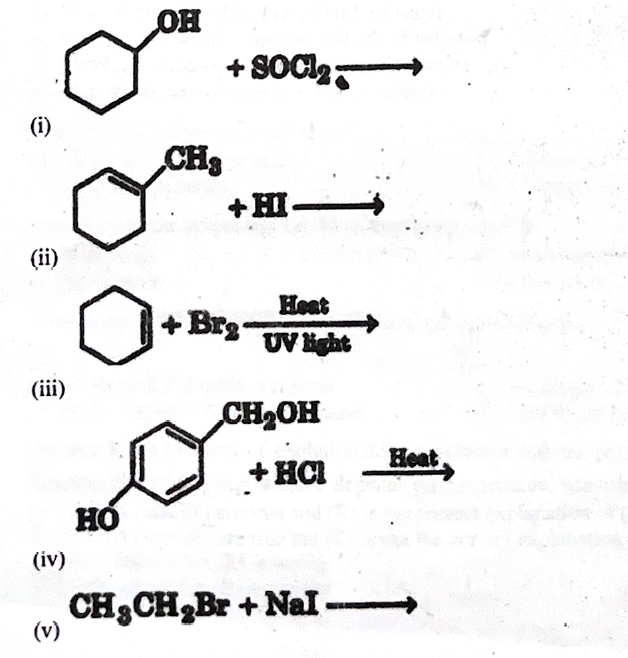 OH
+ SOCl₂ ⟶
(i)
CH₃
+ HI ⟶
(ii)
+ Br₂ Heat UV light ⟶
(iii)
CH₂OH
+ HCl Heat ⟶
HO
(iv)
CH₃CH₂Br + NaI ⟶
(v)